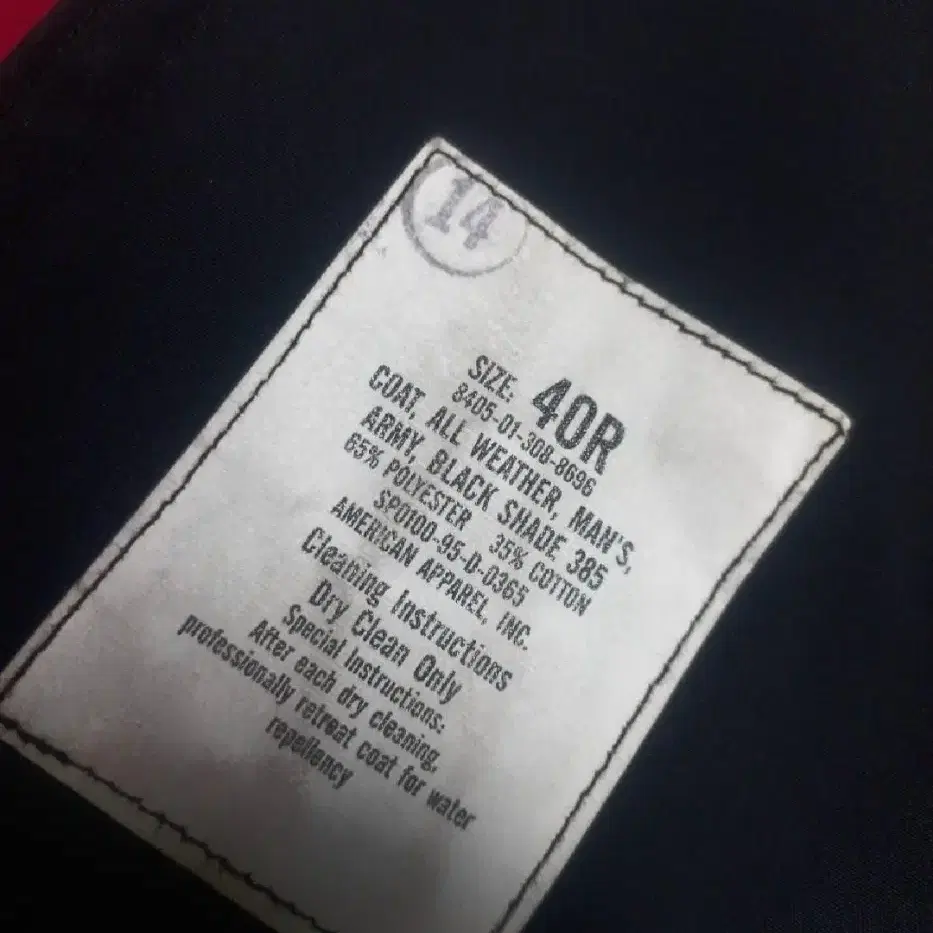 14
SIZE: 40R
8405-01-308-8696
COAT, ALL WEATHER, MAN'S,
ARMY, BLACK SHADE 385
65% POLYESTER 35% COTTON
SPO100-95-D-0365
AMERICAN APPAREL, INC.
Cleaning Instructions
Dry Clean Only
Special Instructions:
After each dry cleaning,
professionally retreat coat for water
repellency